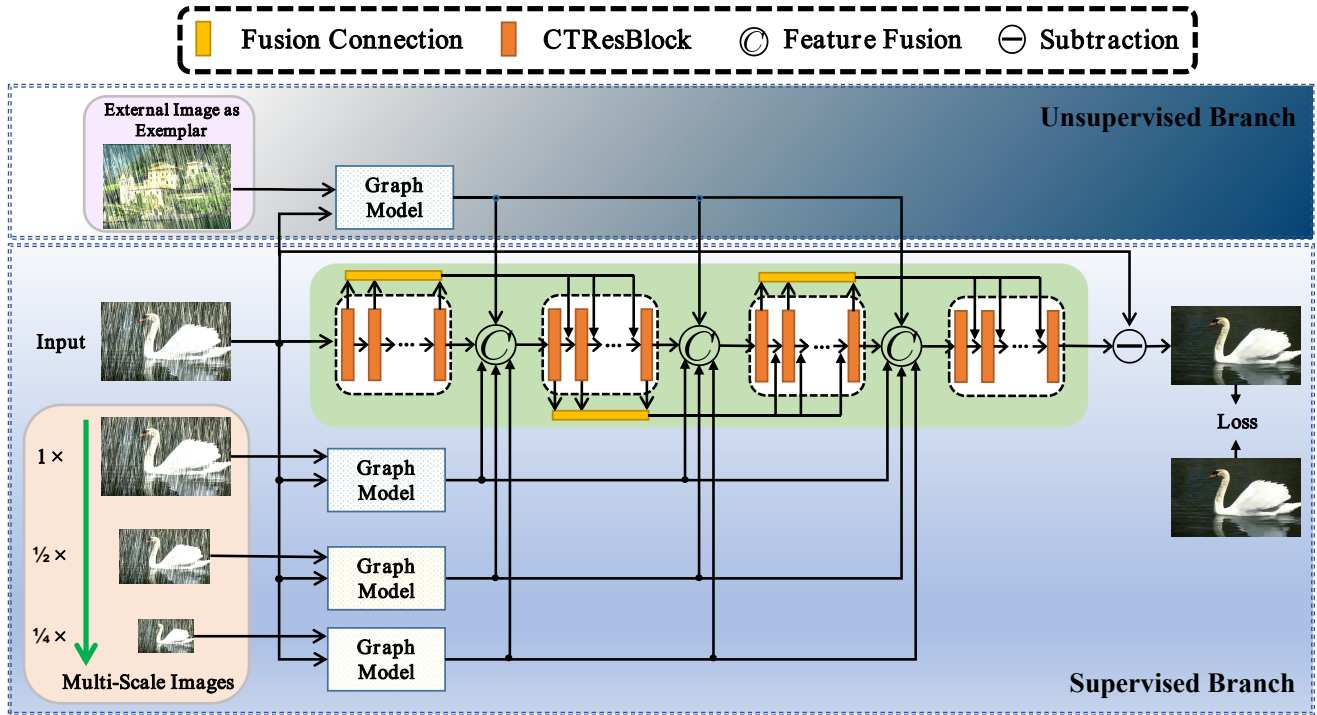 Fusion Connection
CTResBlock
C Feature Fusion
Subtraction
External Image as
Exemplar
Unsupervised Branch
Graph
Model
Input
C
C
C
Loss
1 ×
Graph
Model
½ ×
Graph
Model
¼ ×
Graph
Model
Multi-Scale Images
Supervised Branch